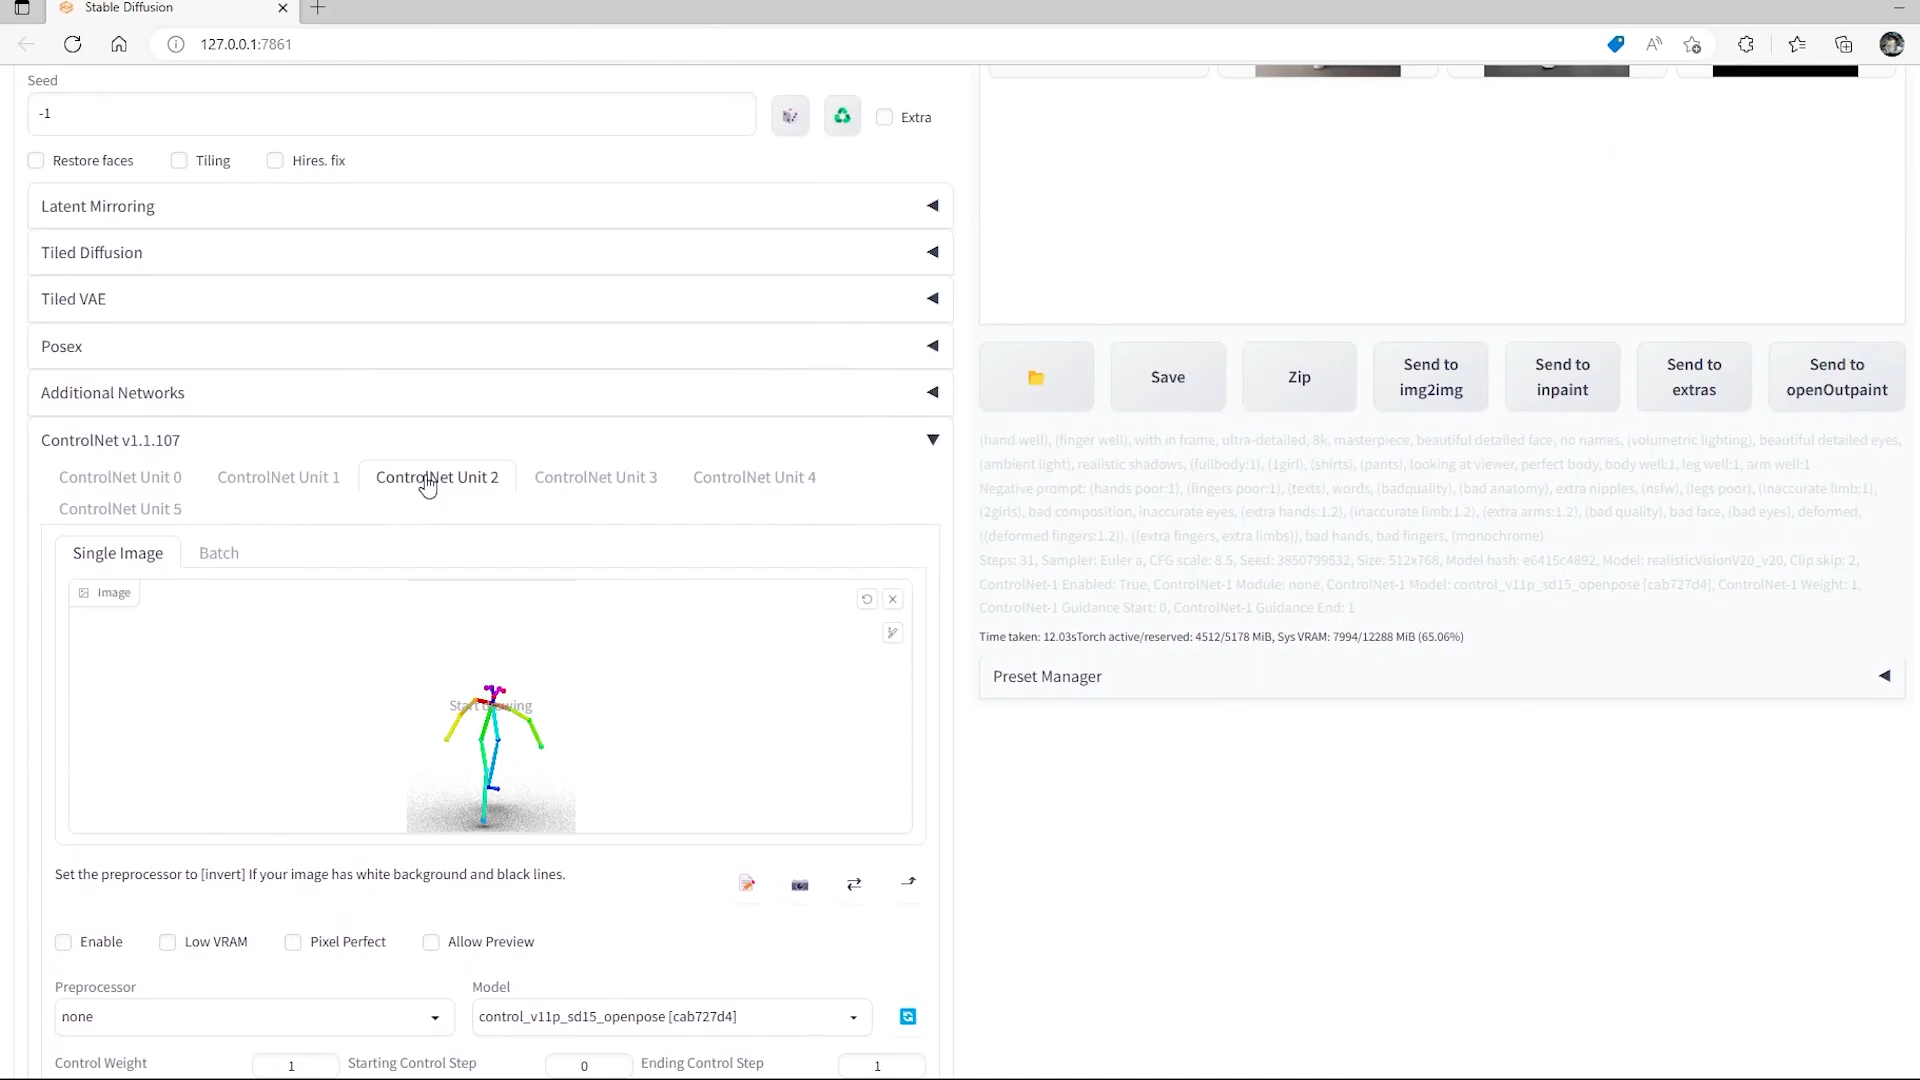 Stable Diffusion
127.0.0.1:7861
Seed
-1
Extra
Restore faces
Tiling
Hires. fix
Latent Mirroring
Tiled Diffusion
Tiled VAE
Posex
Additional Networks
ControlNet v1.1.107
ControlNet Unit 0
ControlNet Unit 1
ControlNet Unit 2
ControlNet Unit 3
ControlNet Unit 4
ControlNet Unit 5
Single Image
Batch
Image
Start drawing
Set the preprocessor to [invert] If your image has white background and black lines.
Enable
Low VRAM
Pixel Perfect
Allow Preview
Preprocessor
none
Model
control_v11p_sd15_openpose [cab727d4]
Control Weight
1
Starting Control Step
0
Ending Control Step
1
Save
Zip
Send to
img2img
Send to
inpaint
Send to
extras
Send to
openOutpaint
(hand well), (finger well), with in frame, ultra-detailed, 8k, masterpiece, beautiful detailed face, no names, (volumetric lighting), beautiful detailed eyes,
(ambient light), realistic shadows, (fullbody:1), (1girl), (shirts), (pants), looking at viewer, perfect body, body well:1, leg well:1, arm well:1
Negative prompt: (hands poor:1), (fingers poor:1), (texts), words, (badquality), (bad anatomy), extra nipples, (nsfw), (legs poor), (inaccurate limb:1),
(2girls), bad composition, inaccurate eyes, (extra hands:1.2), (inaccurate limb:1.2), (extra arms:1.2), (bad quality), bad face, (bad eyes), deformed,
((deformed fingers:1.2)), ((extra fingers, extra limbs)), bad hands, bad fingers, (monochrome)
Steps: 31, Sampler: Euler a, CFG scale: 8.5, Seed: 3850799532, Size: 512x768, Model hash: e6415c4892, Model: realisticVisionV20_v20, Clip skip: 2,
ControlNet-1 Enabled: True, ControlNet-1 Module: none, ControlNet-1 Model: control_v11p_sd15_openpose [cab727d4], ControlNet-1 Weight: 1,
ControlNet-1 Guidance Start: 0, ControlNet-1 Guidance End: 1
Time taken: 12.03sTorch active/reserved: 4512/5178 MiB, Sys VRAM: 7994/12288 MiB (65.06%)
Preset Manager